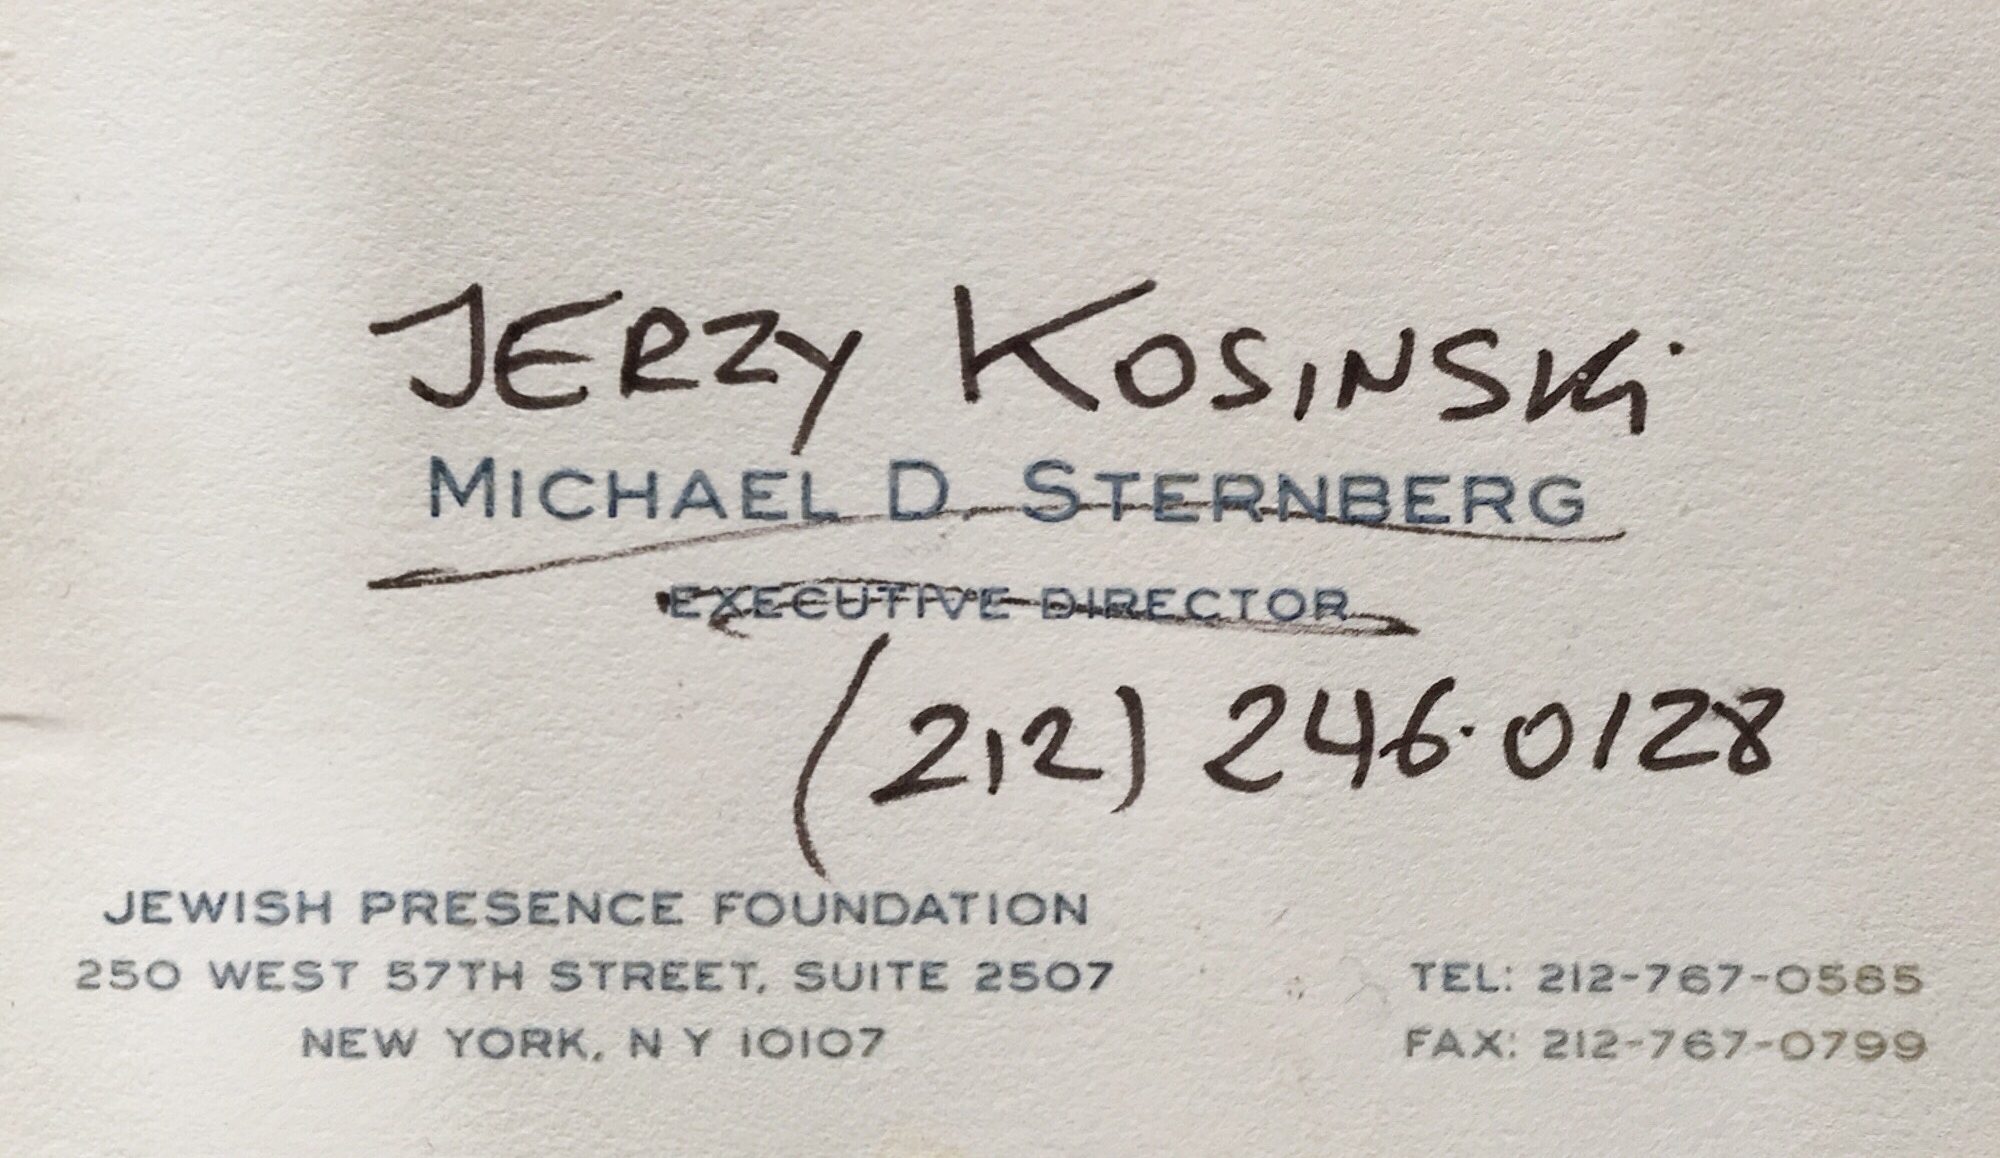 JERZY KOSINSKi
MICHAEL D. STERNBERG
EXECUTIVE DIRECTOR
(212) 246·0128
JEWISH PRESENCE FOUNDATION
250 WEST 57TH STREET, SUITE 2507
NEW YORK, N Y 10107
TEL: 212-767-0565
FAX: 212-767-0799